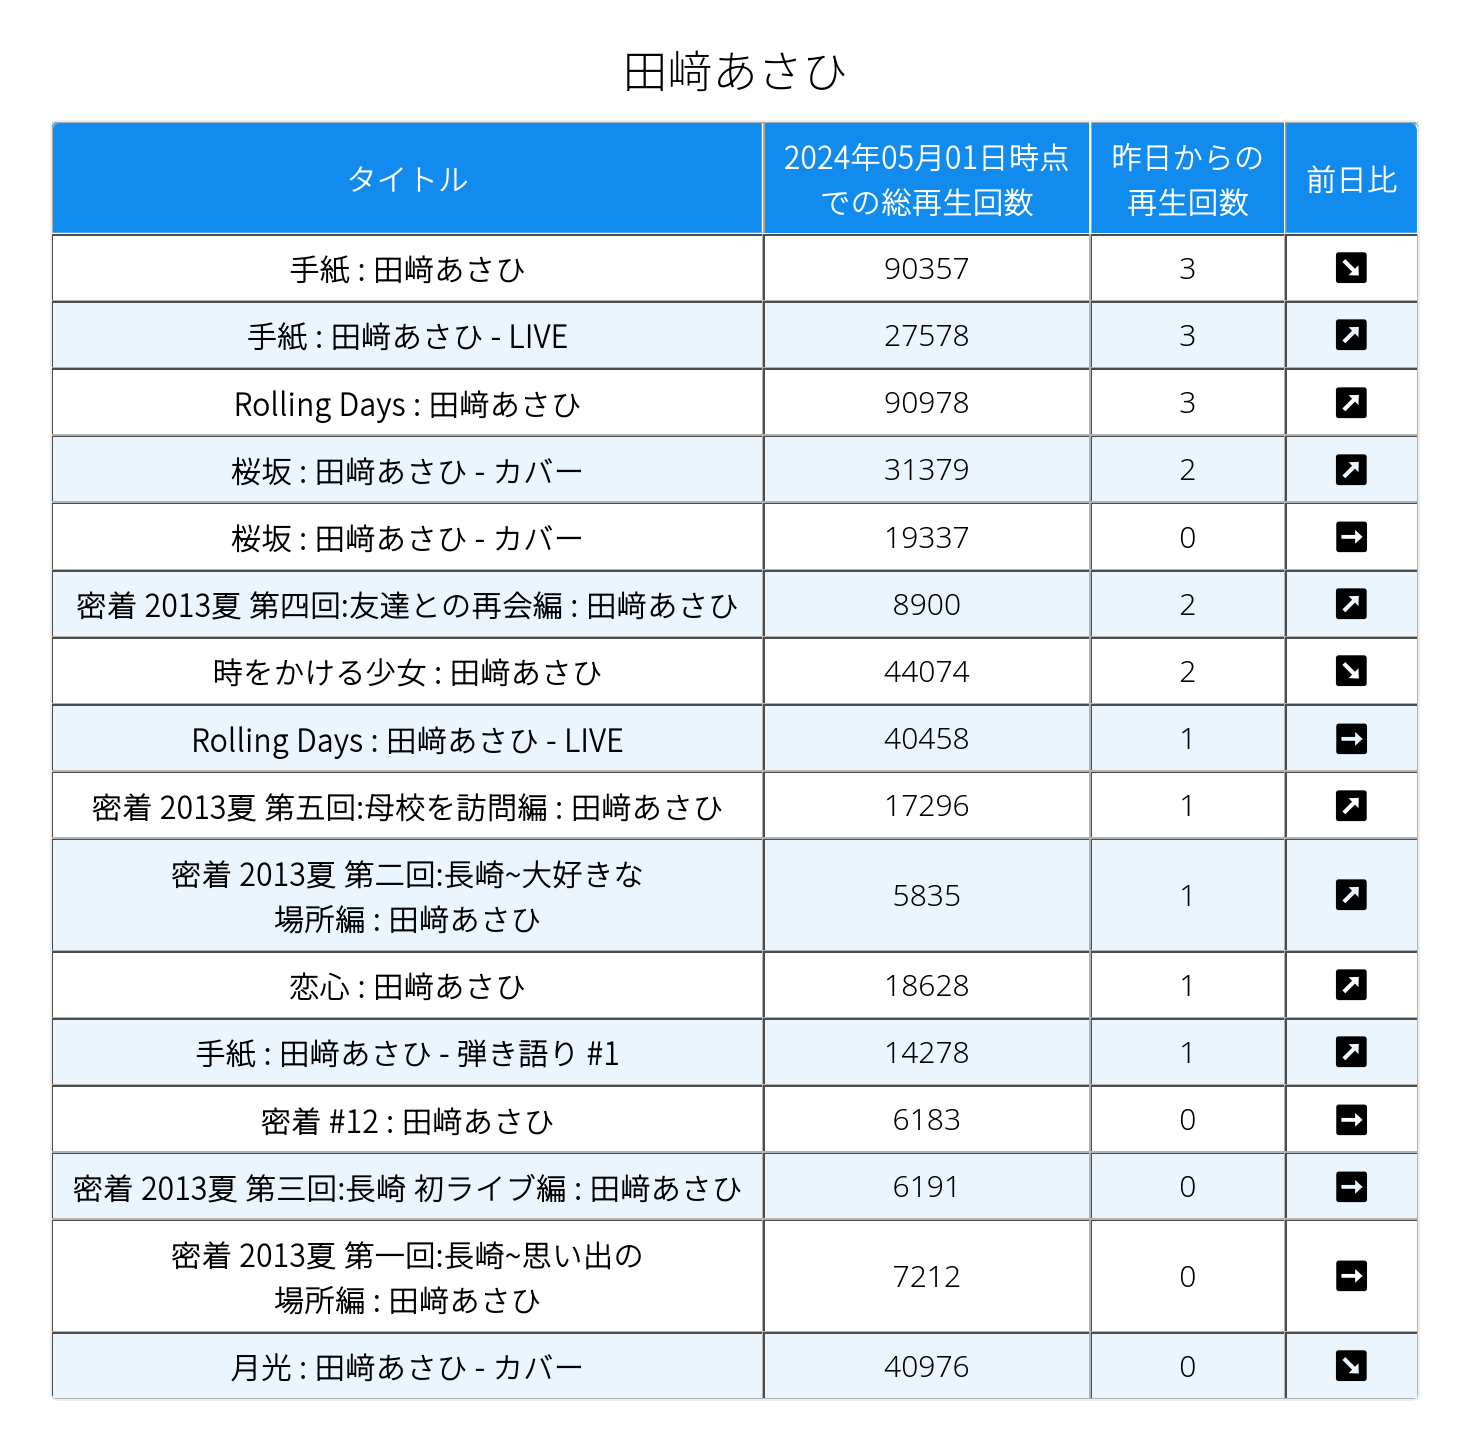 田﨑あさひ
タイトル
2024年05月01日時点
での総再生回数
昨日からの
再生回数
前日比
手紙 : 田﨑あさひ 90357 3
手紙 : 田﨑あさひ - LIVE 27578 3
Rolling Days : 田﨑あさひ 90978 3
桜坂 : 田﨑あさひ - カバー 31379 2
桜坂 : 田﨑あさひ - カバー 19337 0
密着 2013夏 第四回:友達との再会編 : 田﨑あさひ 8900 2
時をかける少女 : 田﨑あさひ 44074 2
Rolling Days : 田﨑あさひ - LIVE 40458 1
密着 2013夏 第五回:母校を訪問編 : 田﨑あさひ 17296 1
密着 2013夏 第二回:長崎~大好きな
場所編 : 田﨑あさひ 5835 1
恋心 : 田﨑あさひ 18628 1
手紙 : 田﨑あさひ - 弾き語り #1 14278 1
密着 #12 : 田﨑あさひ 6183 0
密着 2013夏 第三回:長崎 初ライブ編 : 田﨑あさひ 6191 0
密着 2013夏 第一回:長崎~思い出の
場所編 : 田﨑あさひ 7212 0
月光 : 田﨑あさひ - カバー 40976 0